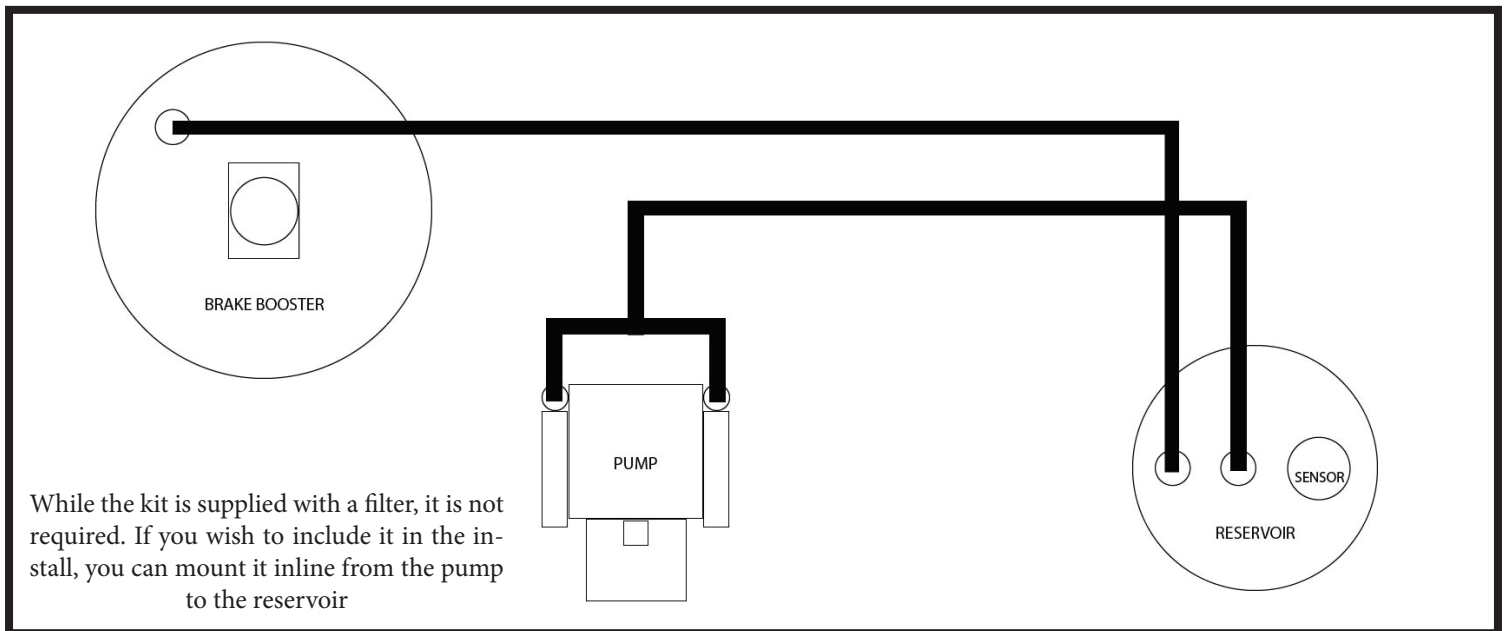 BRAKE BOOSTER
PUMP
SENSOR
RESERVOIR
While the kit is supplied with a filter, it is not
required. If you wish to include it in the in-
stall, you can mount it inline from the pump
to the reservoir